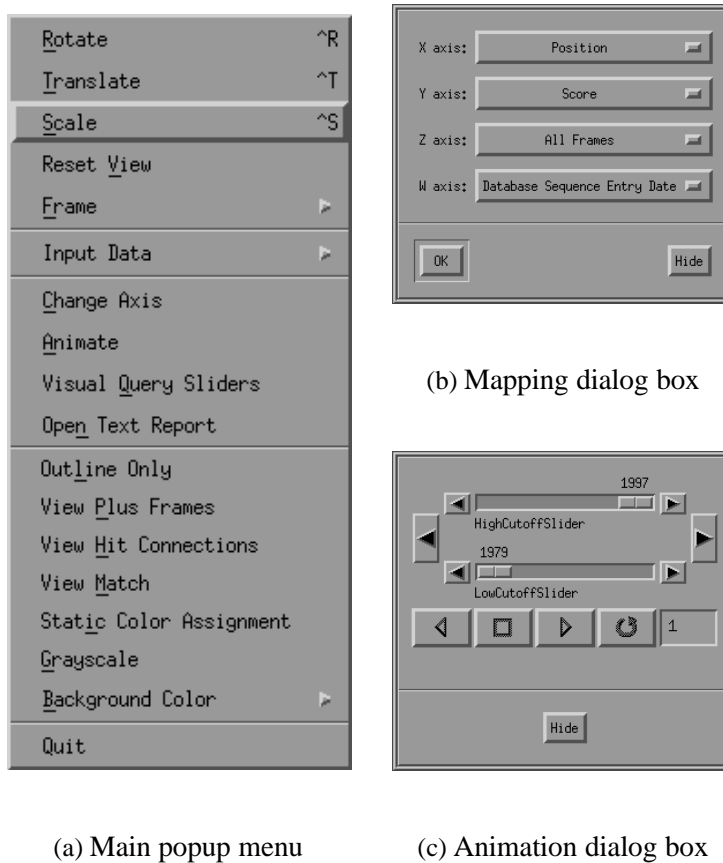 Rotate ^R
Translate ^T
Scale ^S
Reset View
Frame
Input Data
Change Axis
Animate
Visual Query Sliders
Open Text Report
Outline Only
View Plus Frames
View Hit Connections
View Match
Static Color Assignment
Grayscale
Background Color
Quit
(a) Main popup menu
X axis: Position
Y axis: Score
Z axis: All Frames
W axis: Database Sequence Entry Date
OK Hide
(b) Mapping dialog box
1997
HighCutoffSlider
1979
LowCutoffSlider
1
Hide
(c) Animation dialog box